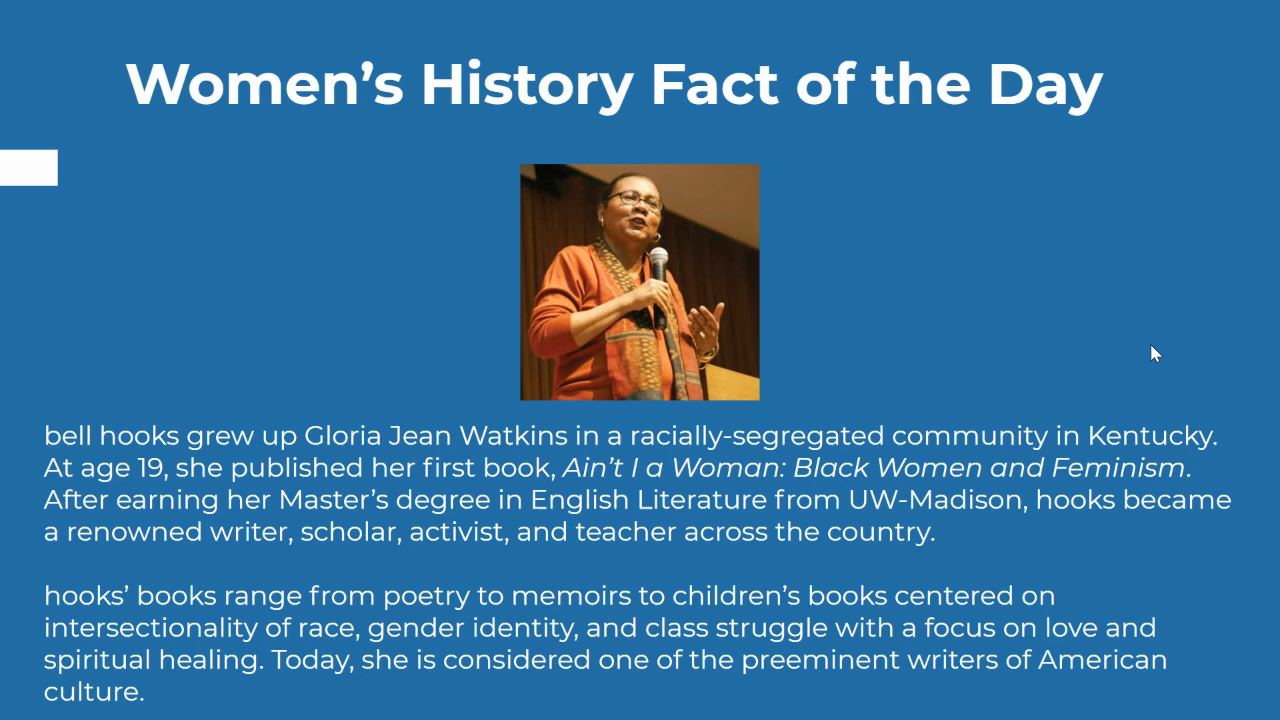 Women’s History Fact of the Day
bell hooks grew up Gloria Jean Watkins in a racially-segregated community in Kentucky.
At age 19, she published her first book, Ain’t I a Woman: Black Women and Feminism.
After earning her Master’s degree in English Literature from UW-Madison, hooks became
a renowned writer, scholar, activist, and teacher across the country.
hooks’ books range from poetry to memoirs to children’s books centered on
intersectionality of race, gender identity, and class struggle with a focus on love and
spiritual healing. Today, she is considered one of the preeminent writers of American
culture.